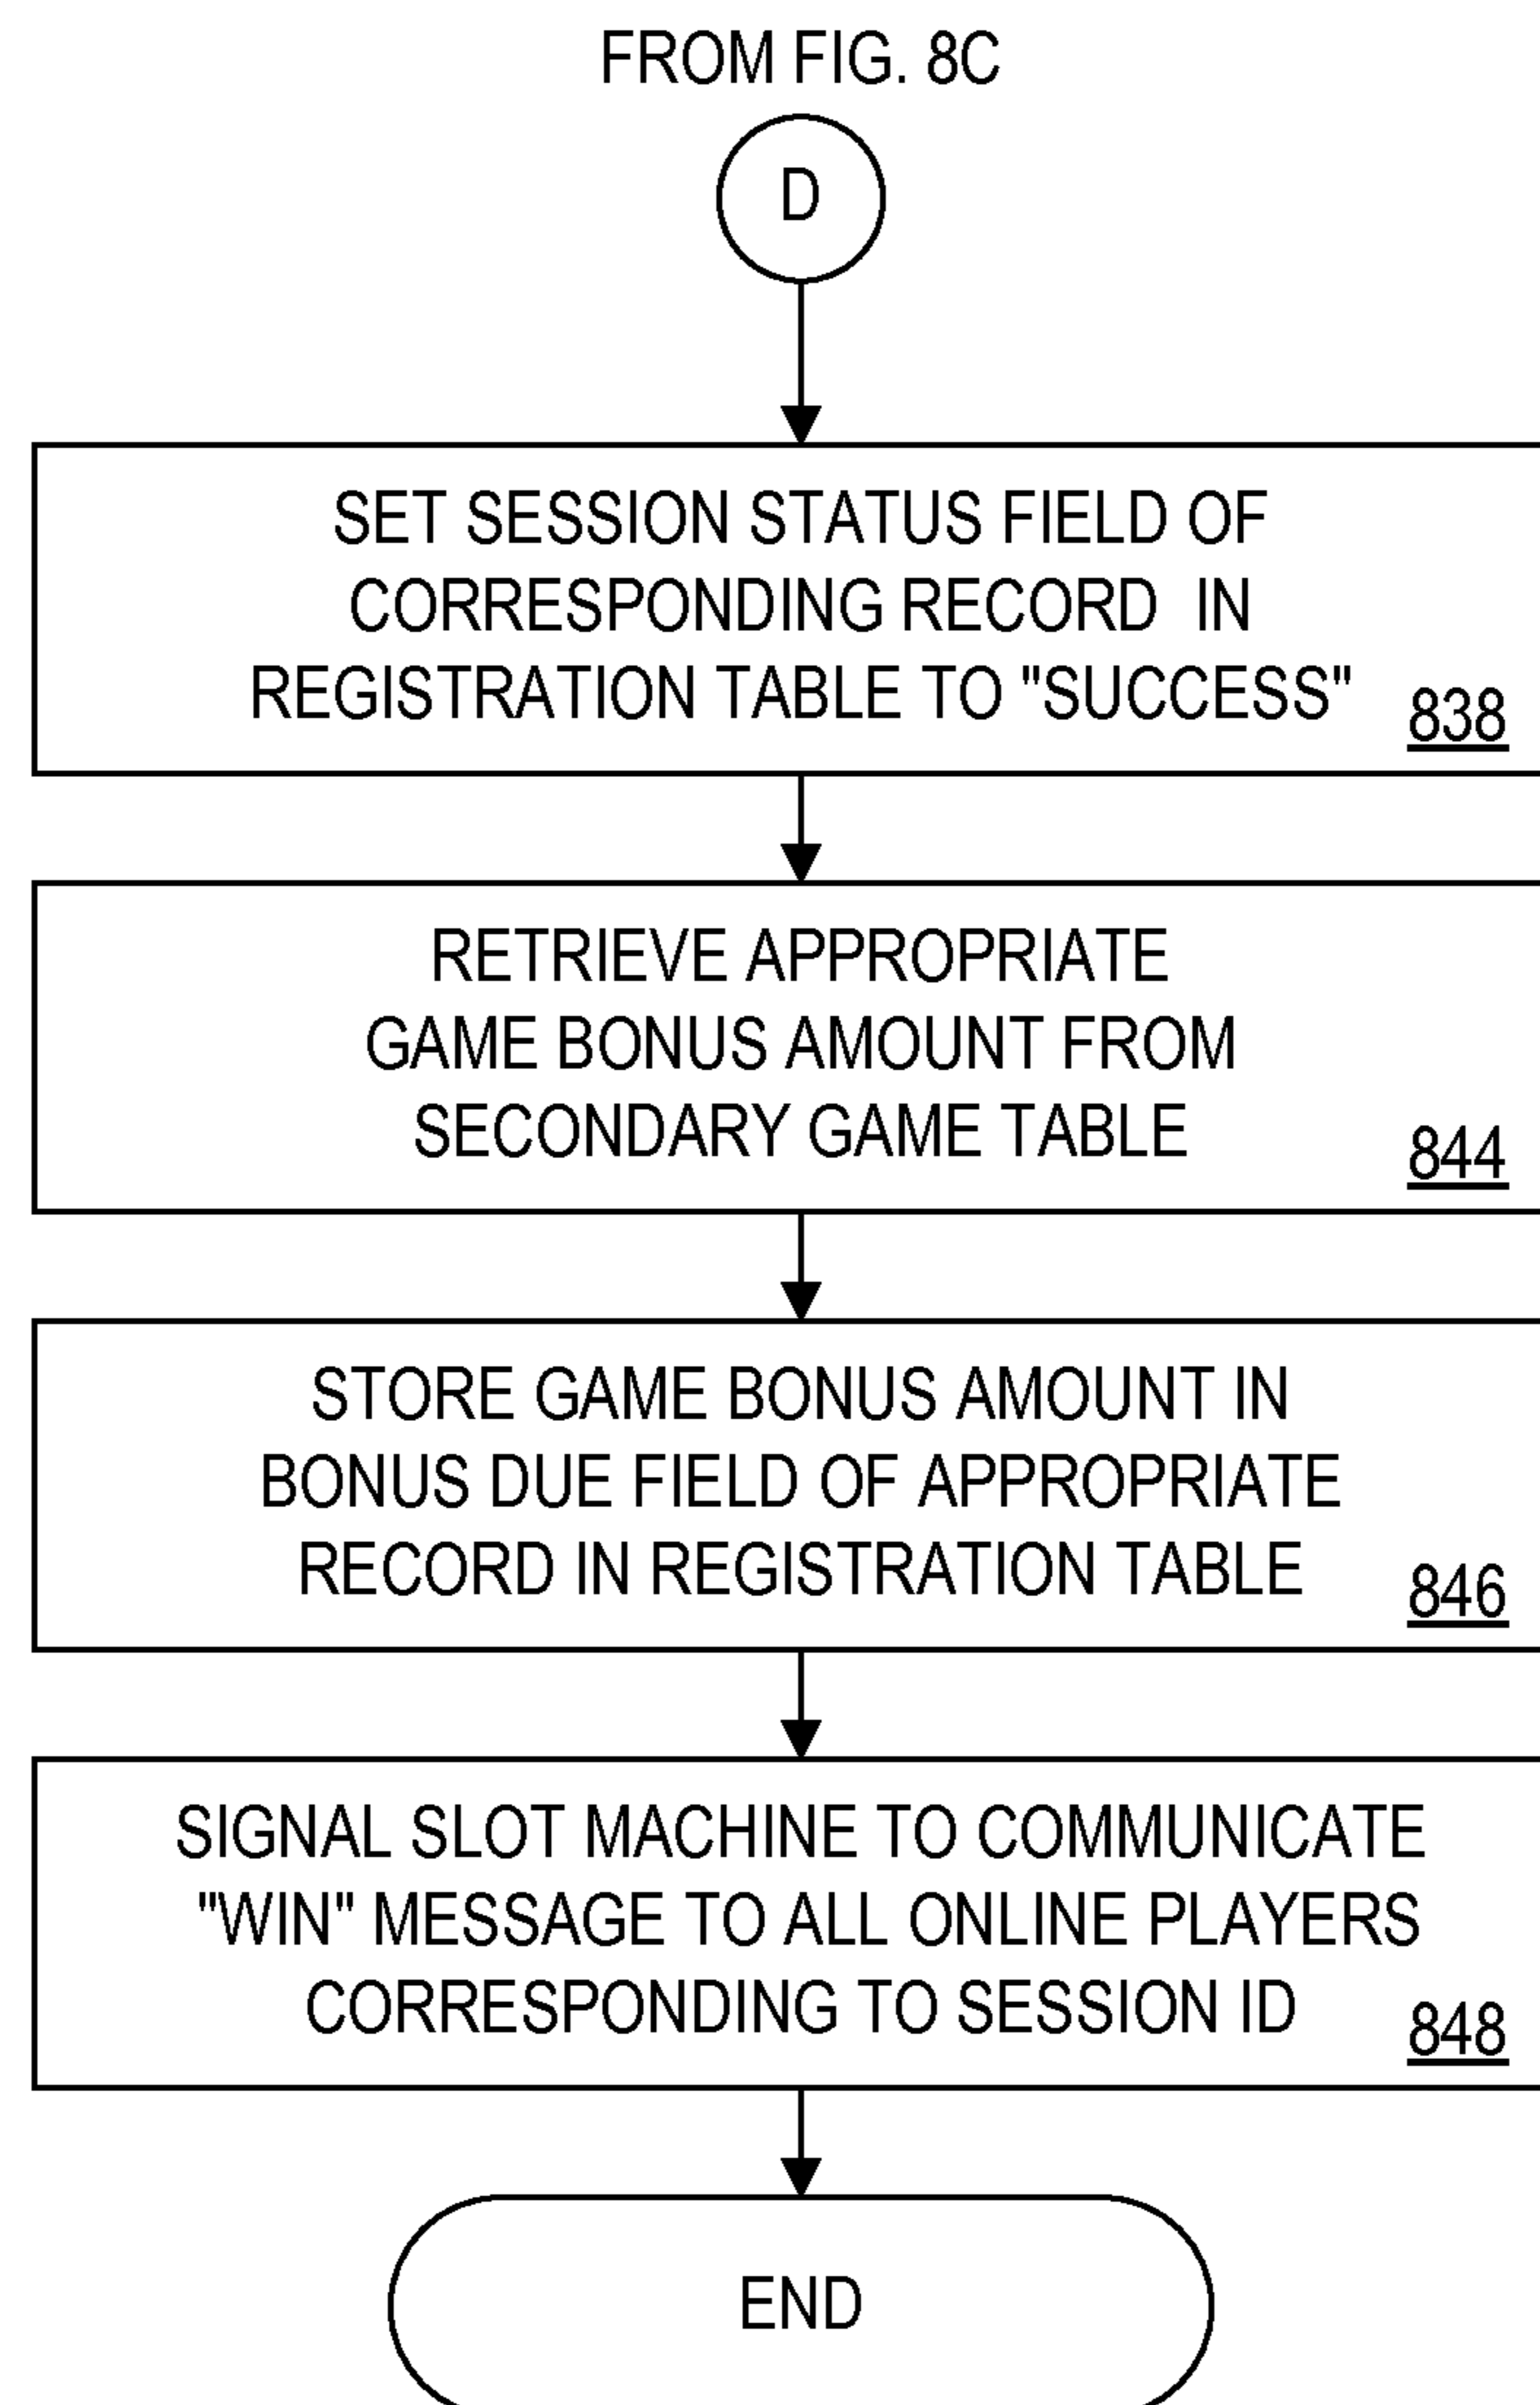 FROM FIG. 8C
D
SET SESSION STATUS FIELD OF
CORRESPONDING RECORD IN
REGISTRATION TABLE TO "SUCCESS"
838
RETRIEVE APPROPRIATE
GAME BONUS AMOUNT FROM
SECONDARY GAME TABLE
844
STORE GAME BONUS AMOUNT IN
BONUS DUE FIELD OF APPROPRIATE
RECORD IN REGISTRATION TABLE
846
SIGNAL SLOT MACHINE TO COMMUNICATE
"WIN" MESSAGE TO ALL ONLINE PLAYERS
CORRESPONDING TO SESSION ID
848
END